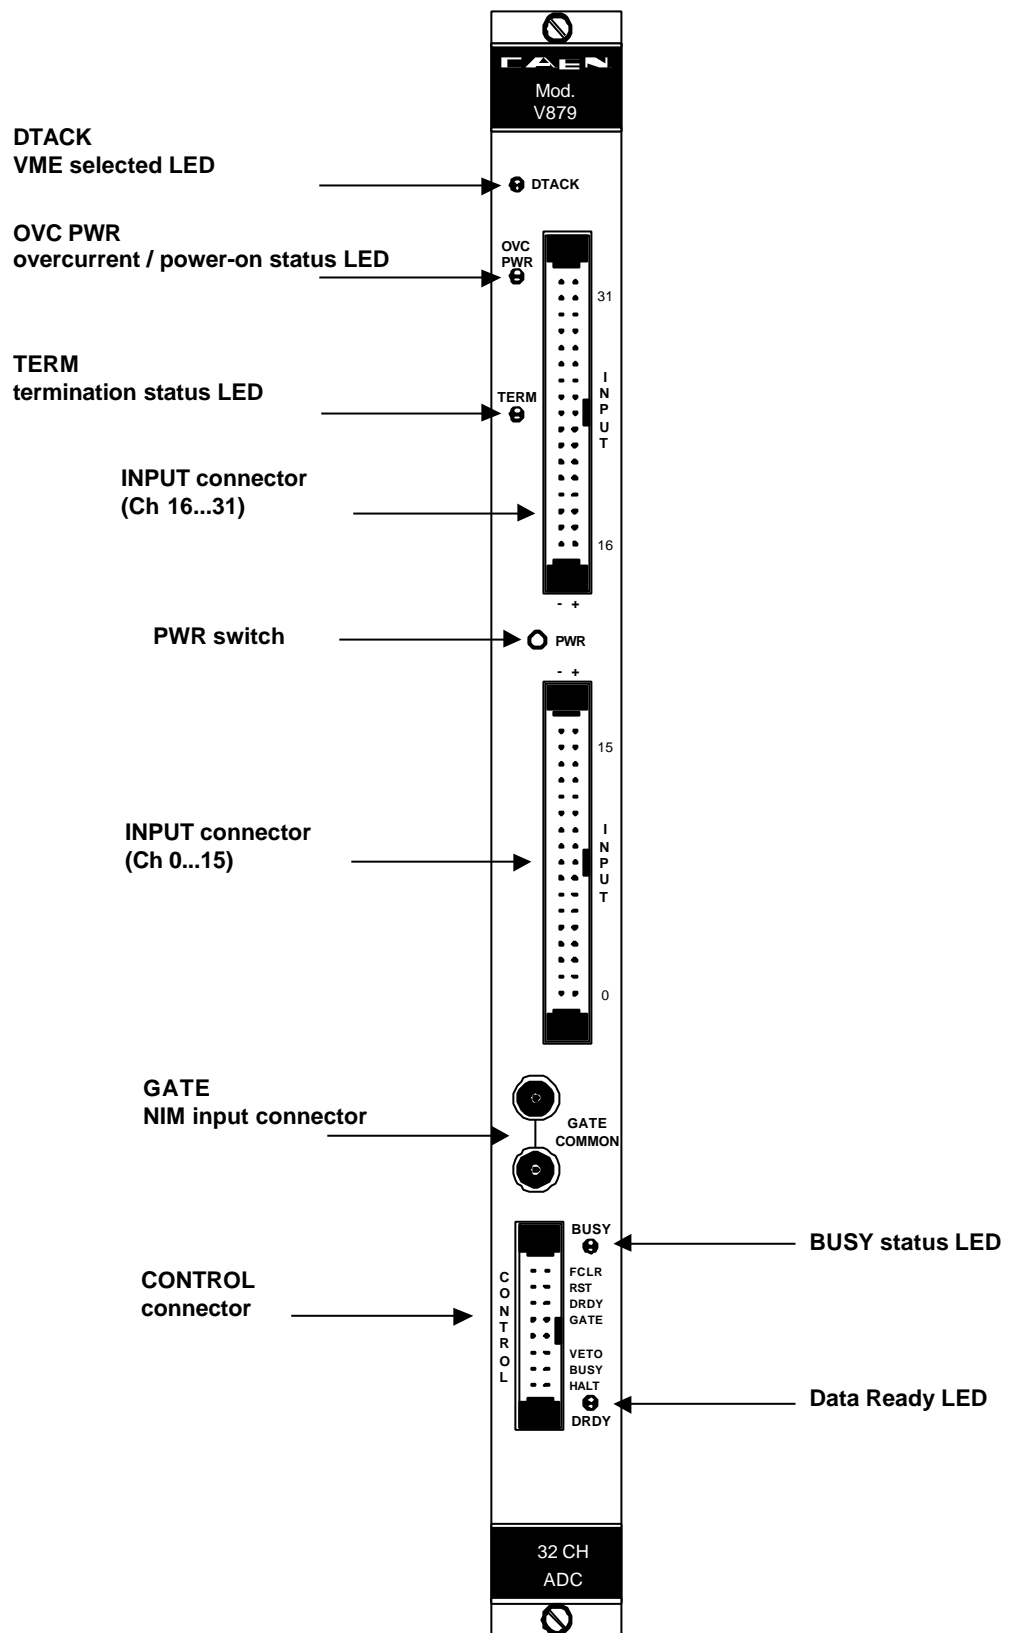 CAEN
Mod.
V879
DTACK
VME selected LED
DTACK
OVC PWR
overcurrent / power-on status LED
OVC
PWR
31
TERM
termination status LED
TERM
INPUT
INPUT connector
(Ch 16...31)
16
- +
PWR switch
PWR
- +
15
INPUT connector
(Ch 0...15)
INPUT
0
GATE
NIM input connector
GATE
COMMON
BUSY
BUSY status LED
CONTROL
connector
CONTROL
FCLR
RST
DRDY
GATE
VETO
BUSY
HALT
DRDY
Data Ready LED
32 CH
ADC